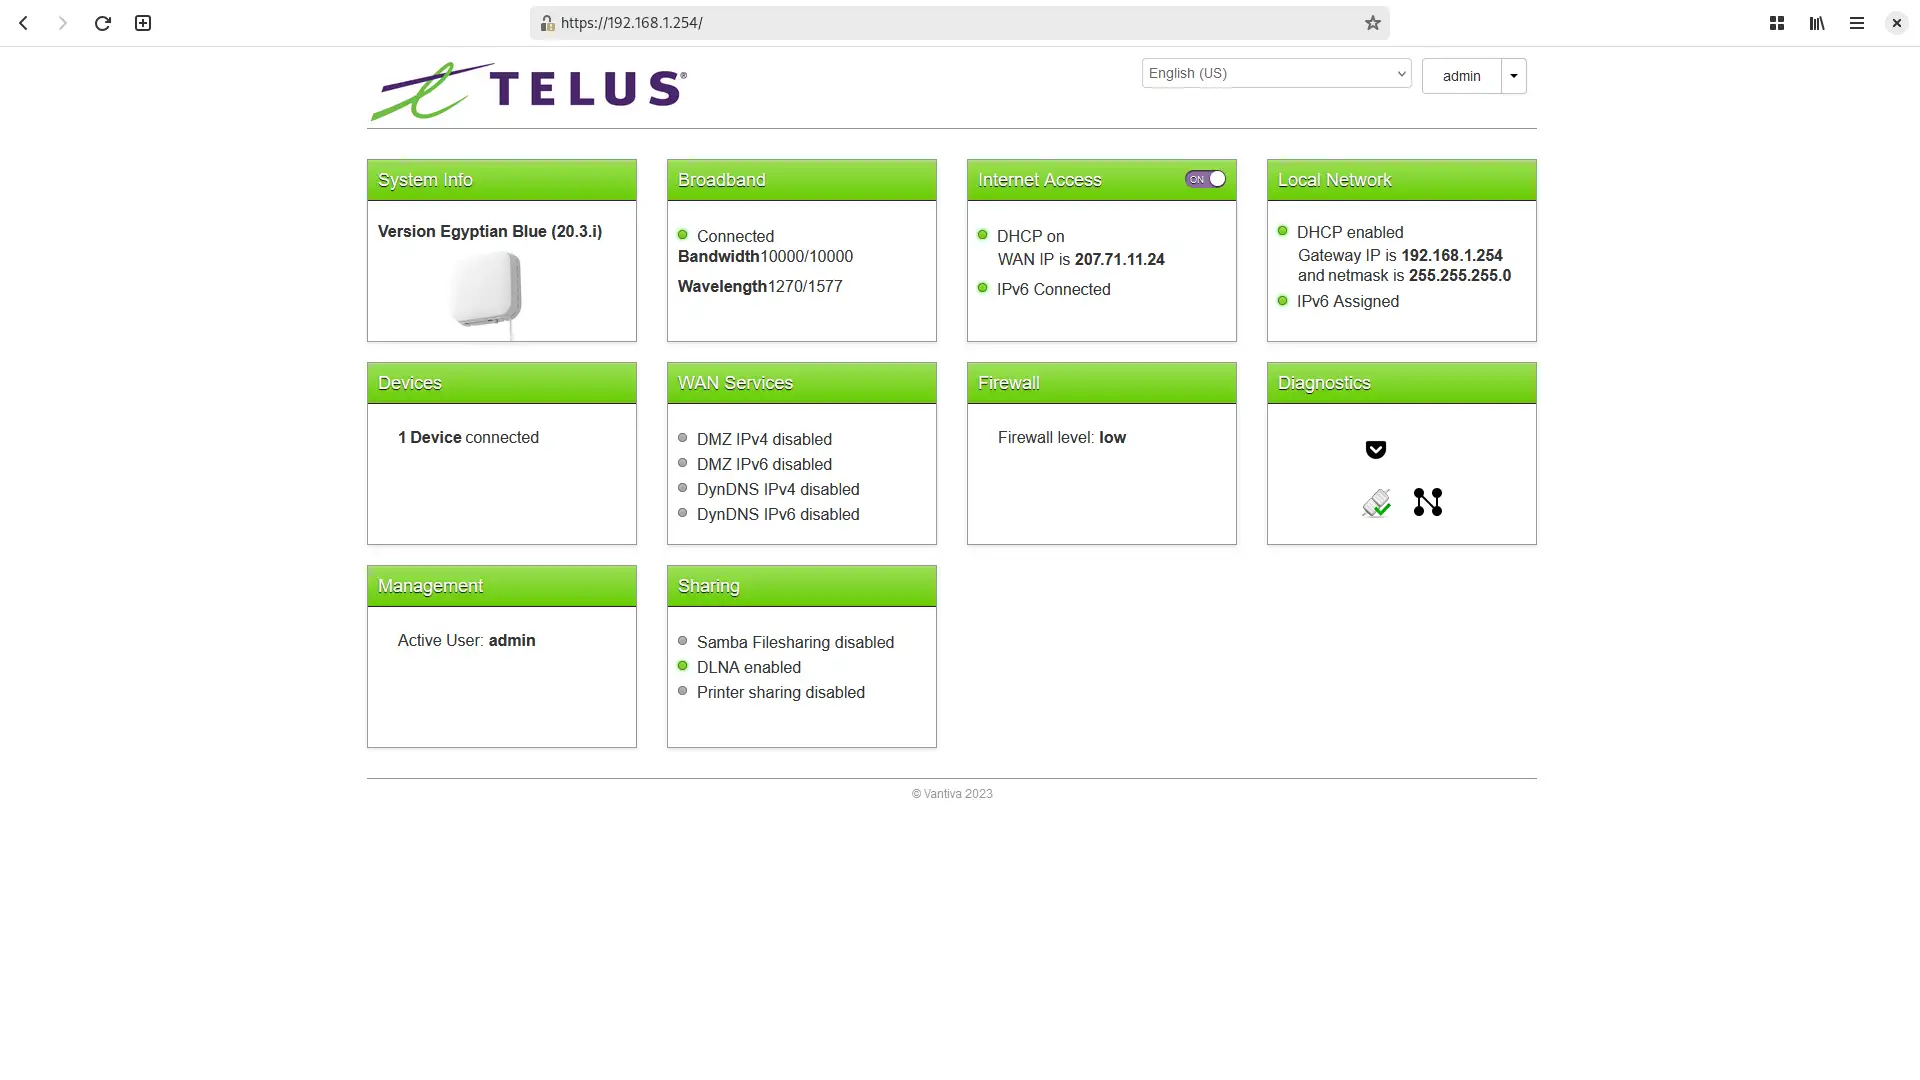 https://192.168.1.254/
TELUS®
English (US)
admin
System Info
Version Egyptian Blue (20.3.i)
Broadband
Connected
Bandwidth10000/10000
Wavelength1270/1577
Internet Access
ON
DHCP on
WAN IP is 207.71.11.24
IPv6 Connected
Local Network
DHCP enabled
Gateway IP is 192.168.1.254
and netmask is 255.255.255.0
IPv6 Assigned
Devices
1 Device connected
WAN Services
DMZ IPv4 disabled
DMZ IPv6 disabled
DynDNS IPv4 disabled
DynDNS IPv6 disabled
Firewall
Firewall level: low
Diagnostics
Management
Active User: admin
Sharing
Samba Filesharing disabled
DLNA enabled
Printer sharing disabled
© Vantiva 2023